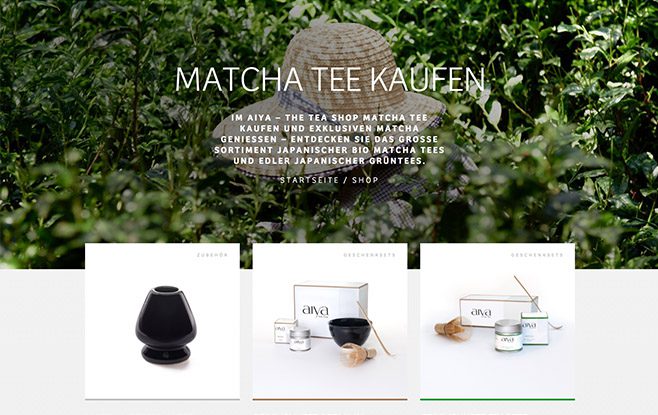 MATCHA TEE KAUFEN
IM AIYA – THE TEA SHOP MATCHA TEE
KAUFEN UND EXKLUSIVEN MATCHA
GENIESSEN – ENTDECKEN SIE DAS GROSSE
SORTIMENT JAPANISCHER BIO MATCHA TEES
UND EDLER JAPANISCHER GRÜNTEES.
STARTSEITE / SHOP
ZUBEHÖR
GESCHENKSETS
GESCHENKSETS
aiya
aiya
aiya